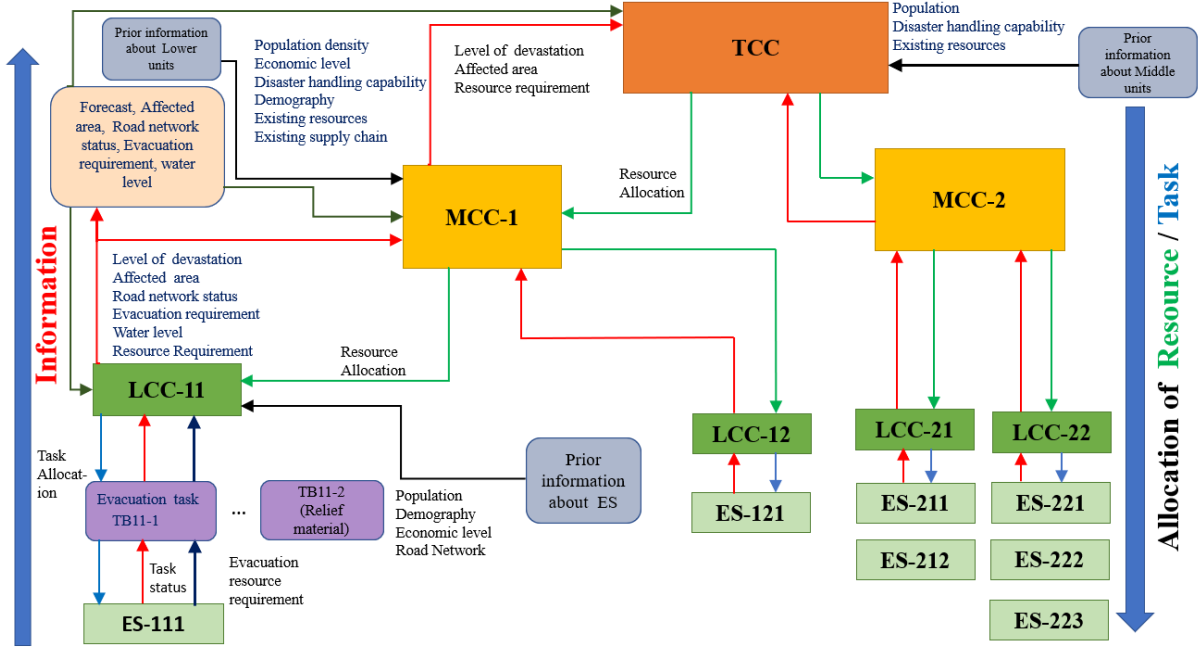 Prior information
about Lower
units
Population density
Economic level
Disaster handling capability
Demography
Existing resources
Existing supply chain
Level of devastation
Affected area
Resource requirement
TCC
Population
Disaster handling capability
Existing resources
Prior
information
about Middle
units
Forecast, Affected
area, Road network
status, Evacuation
requirement, water
level
Resource
Allocation
MCC-1
MCC-2
Information
Level of devastation
Affected area
Road network status
Evacuation requirement
Water level
Resource Requirement
Resource
Allocation
LCC-11
LCC-12
LCC-21
LCC-22
Task
Allocat-
ion
Evacuation task
TB11-1
...
TB11-2
(Relief
material)
Population
Demography
Economic level
Road Network
Prior
information
about ES
ES-121
ES-211
ES-221
ES-212
ES-222
ES-223
Task
status
Evacuation
resource
requirement
ES-111
Allocation of Resource / Task